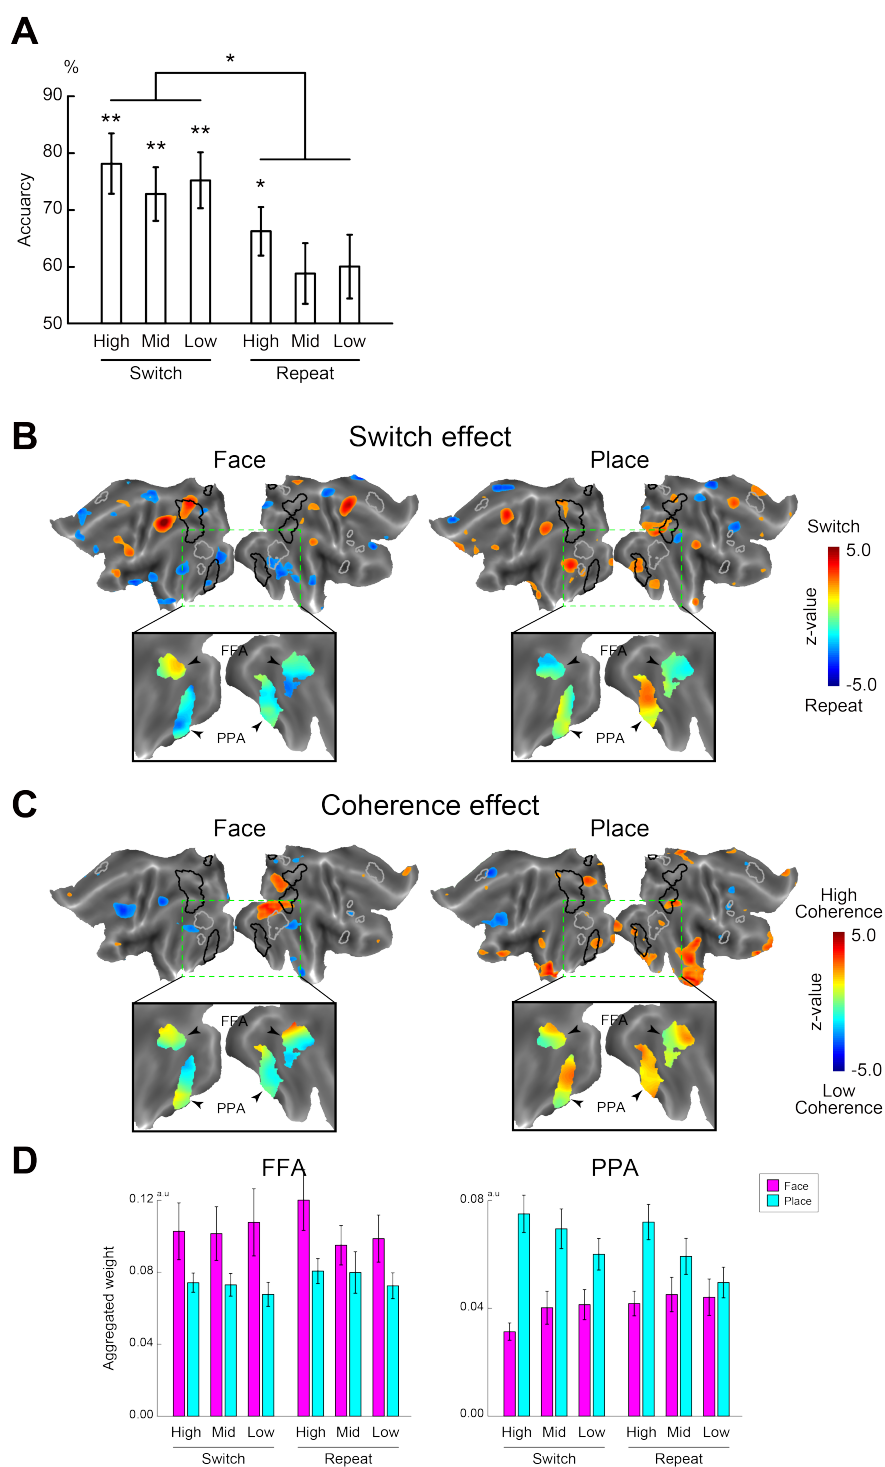 A
%
*
90
**
**
**
80
*
70
Accuarcy
60
50
High Mid Low High Mid Low
Switch Repeat
B
Switch effect
Face Place
Switch
5.0
z-value
-5.0
Repeat
FFA FFA
PPA PPA
C
Coherence effect
Face Place
High
Coherence
5.0
z-value
-5.0
Low
Coherence
FFA FFA
PPA PPA
D
FFA PPA
a.u a.u
Face
Place
0.12 0.08
0.08
Aggregated weight
0.04
0.04
0.00 0.00
High Mid Low High Mid Low High Mid Low High Mid Low
Switch Repeat Switch Repeat